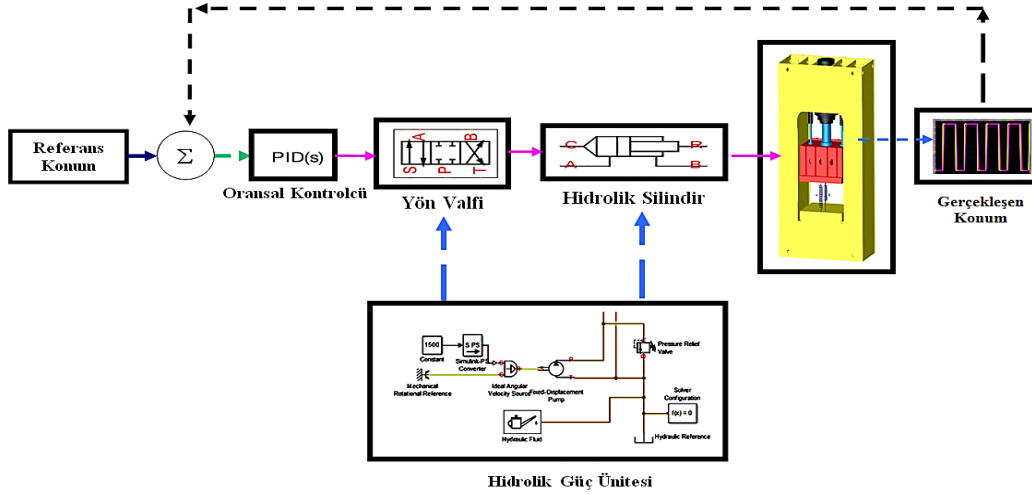 Referans
Konum
Σ
PID(s)
Oransal Kontrolcü
A B
S P T
Yön Valfi
C R
A B
Hidrolik Silindir
Gerçekleşen
Konum
1500
Constant
S PS
Simulink-PS
Converter
Mechanical
Rotational Reference
Ideal Angular
Velocity Source
Fixed-Displacement
Pump
P
T
Pressure Relief
Valve
Solver
Configuration
f(x) = 0
Hydraulic Fluid
Hydraulic Reference
Hidrolik Güç Ünitesi